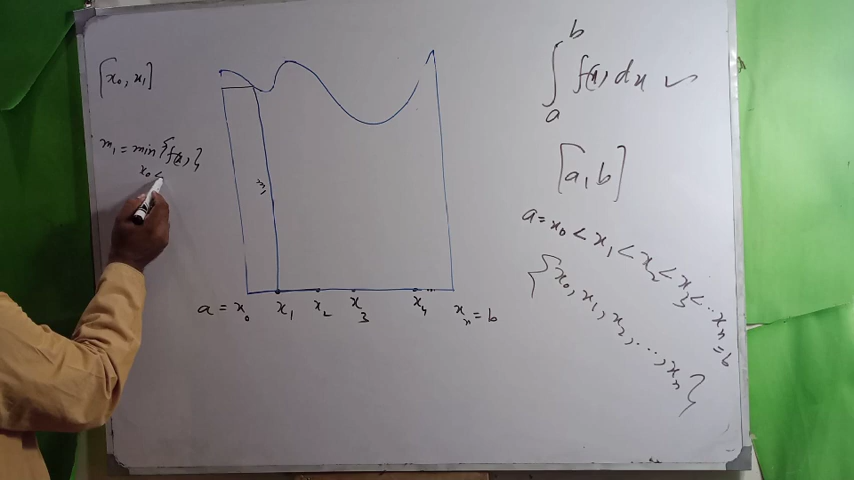 [x₀, x₁]
m₁ = min {f(x)}
x₀ <
m₁
a = x₀ x₁ x₂ x₃ x₄ ... xₙ = b
∫ₐᵇ f(x) dx ✓
[a, b]
a = x₀ < x₁ < x₂ < x₃ < ... xₙ = b
{x₀, x₁, x₂, ..., xₙ}